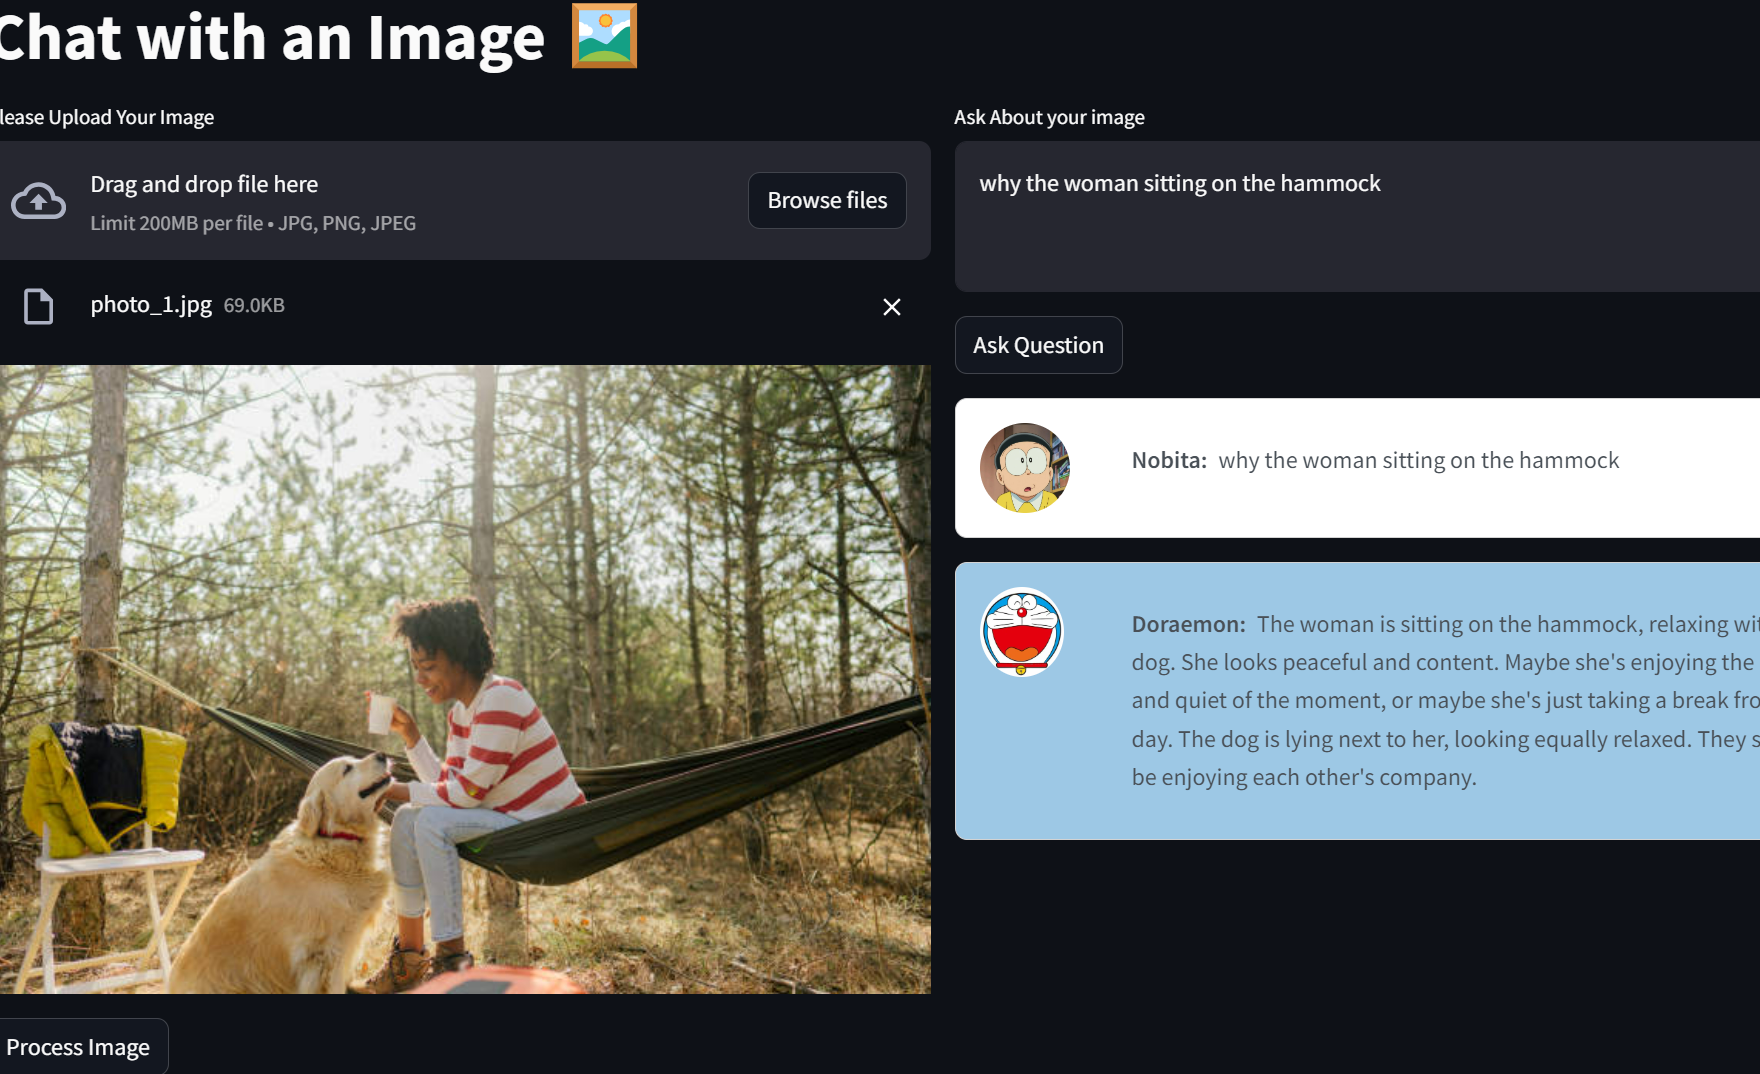 Chat with an Image
lease Upload Your Image
Drag and drop file here
Limit 200MB per file • JPG, PNG, JPEG
Browse files
photo_1.jpg 69.0KB
Process Image
Ask About your image
why the woman sitting on the hammock
Ask Question
Nobita: why the woman sitting on the hammock
Doraemon: The woman is sitting on the hammock, relaxing wit
dog. She looks peaceful and content. Maybe she's enjoying the
and quiet of the moment, or maybe she's just taking a break fro
day. The dog is lying next to her, looking equally relaxed. They s
be enjoying each other's company.